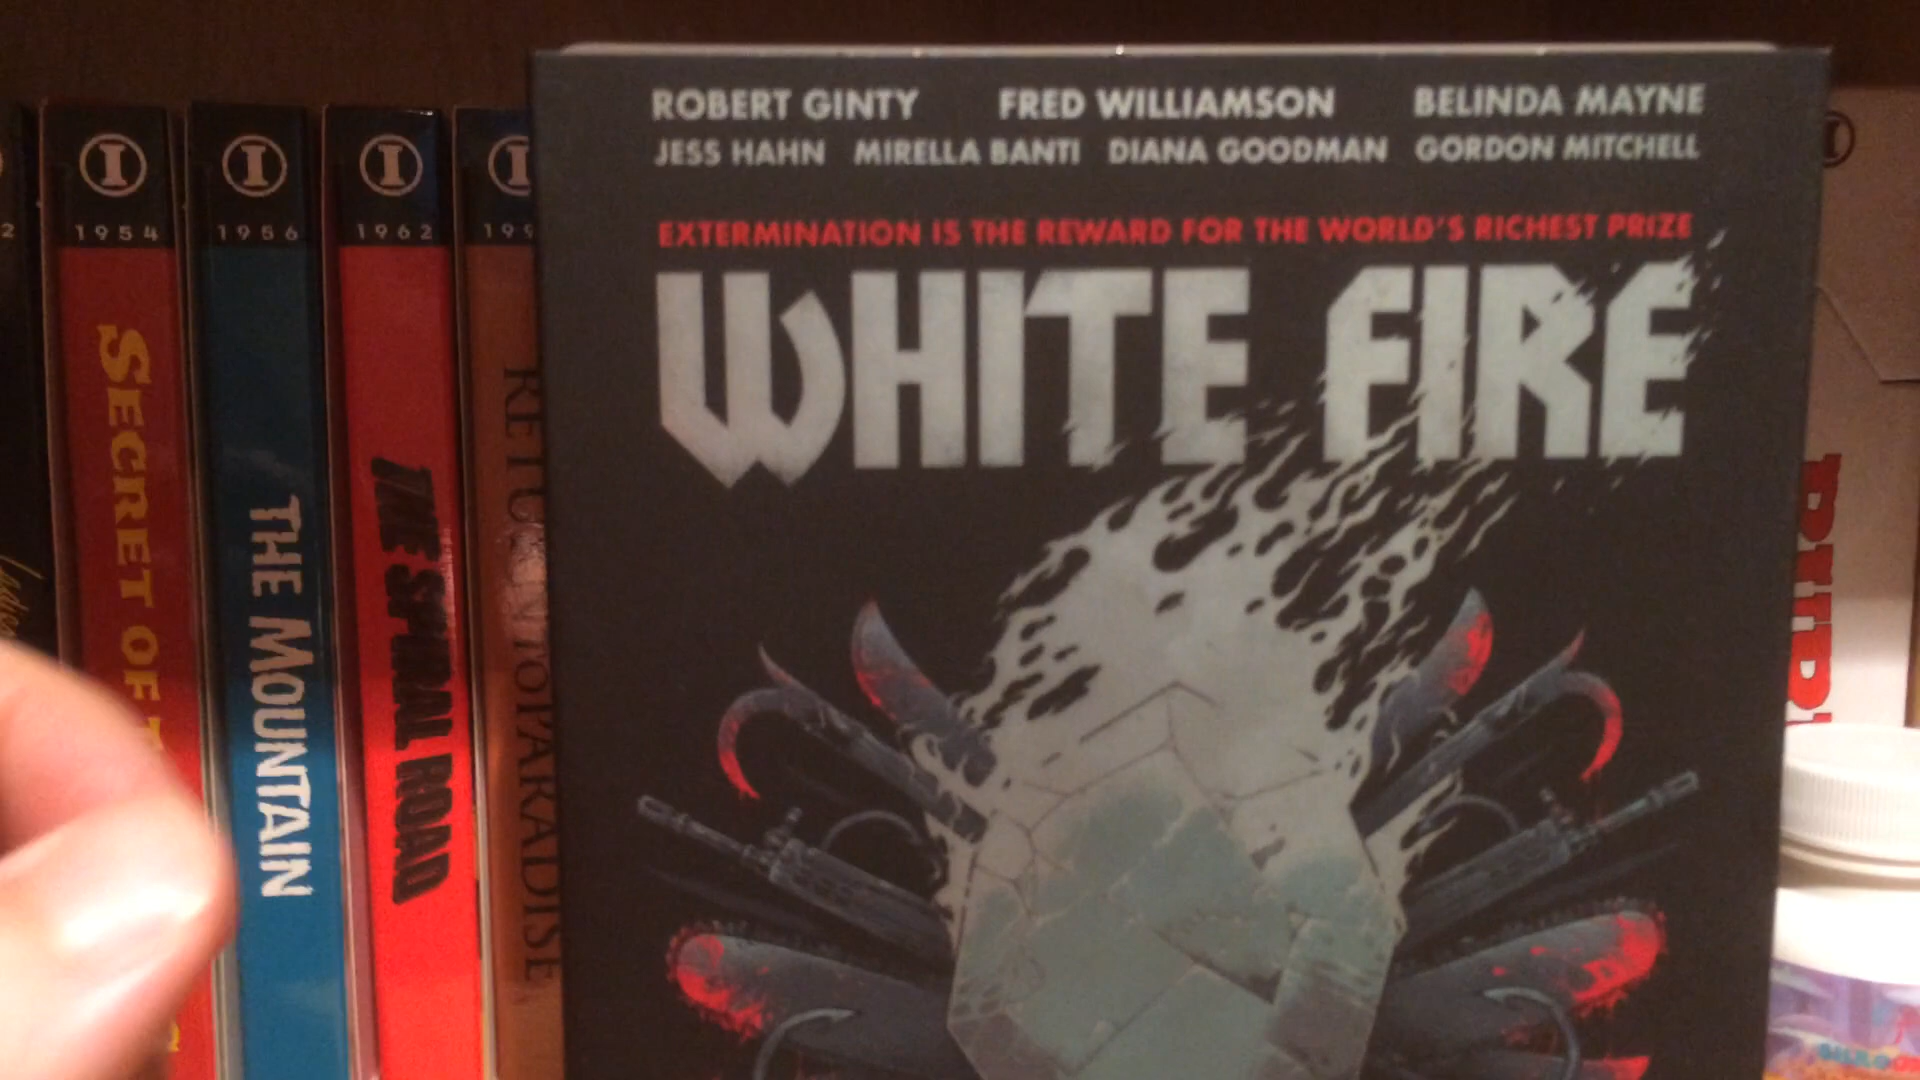 ROBERT GINTY FRED WILLIAMSON BELINDA MAYNE
JESS HAHN MIRELLA BANTI DIANA GOODMAN GORDON MITCHELL
EXTERMINATION IS THE REWARD FOR THE WORLD'S RICHEST PRIZE
WHITE FIRE
1954
SECRET OF
1956
THE MOUNTAIN
1962
THE SPIRAL ROAD
PARADISE